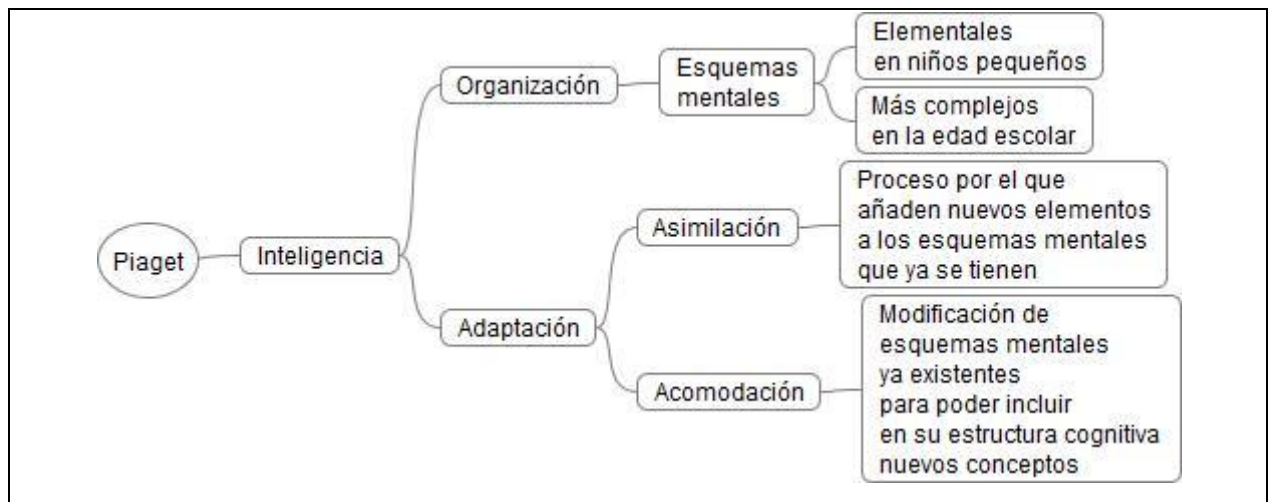 Piaget
Inteligencia
Organización
Esquemas
mentales
Elementales
en niños pequeños
Más complejos
en la edad escolar
Adaptación
Asimilación
Proceso por el que
añaden nuevos elementos
a los esquemas mentales
que ya se tienen
Acomodación
Modificación de
esquemas mentales
ya existentes
para poder incluir
en su estructura cognitiva
nuevos conceptos